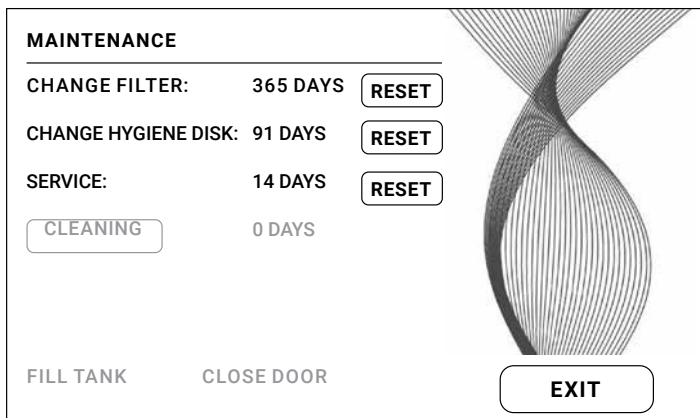 MAINTENANCE
CHANGE FILTER: 365 DAYS RESET
CHANGE HYGIENE DISK: 91 DAYS RESET
SERVICE: 14 DAYS RESET
CLEANING 0 DAYS
FILL TANK CLOSE DOOR EXIT